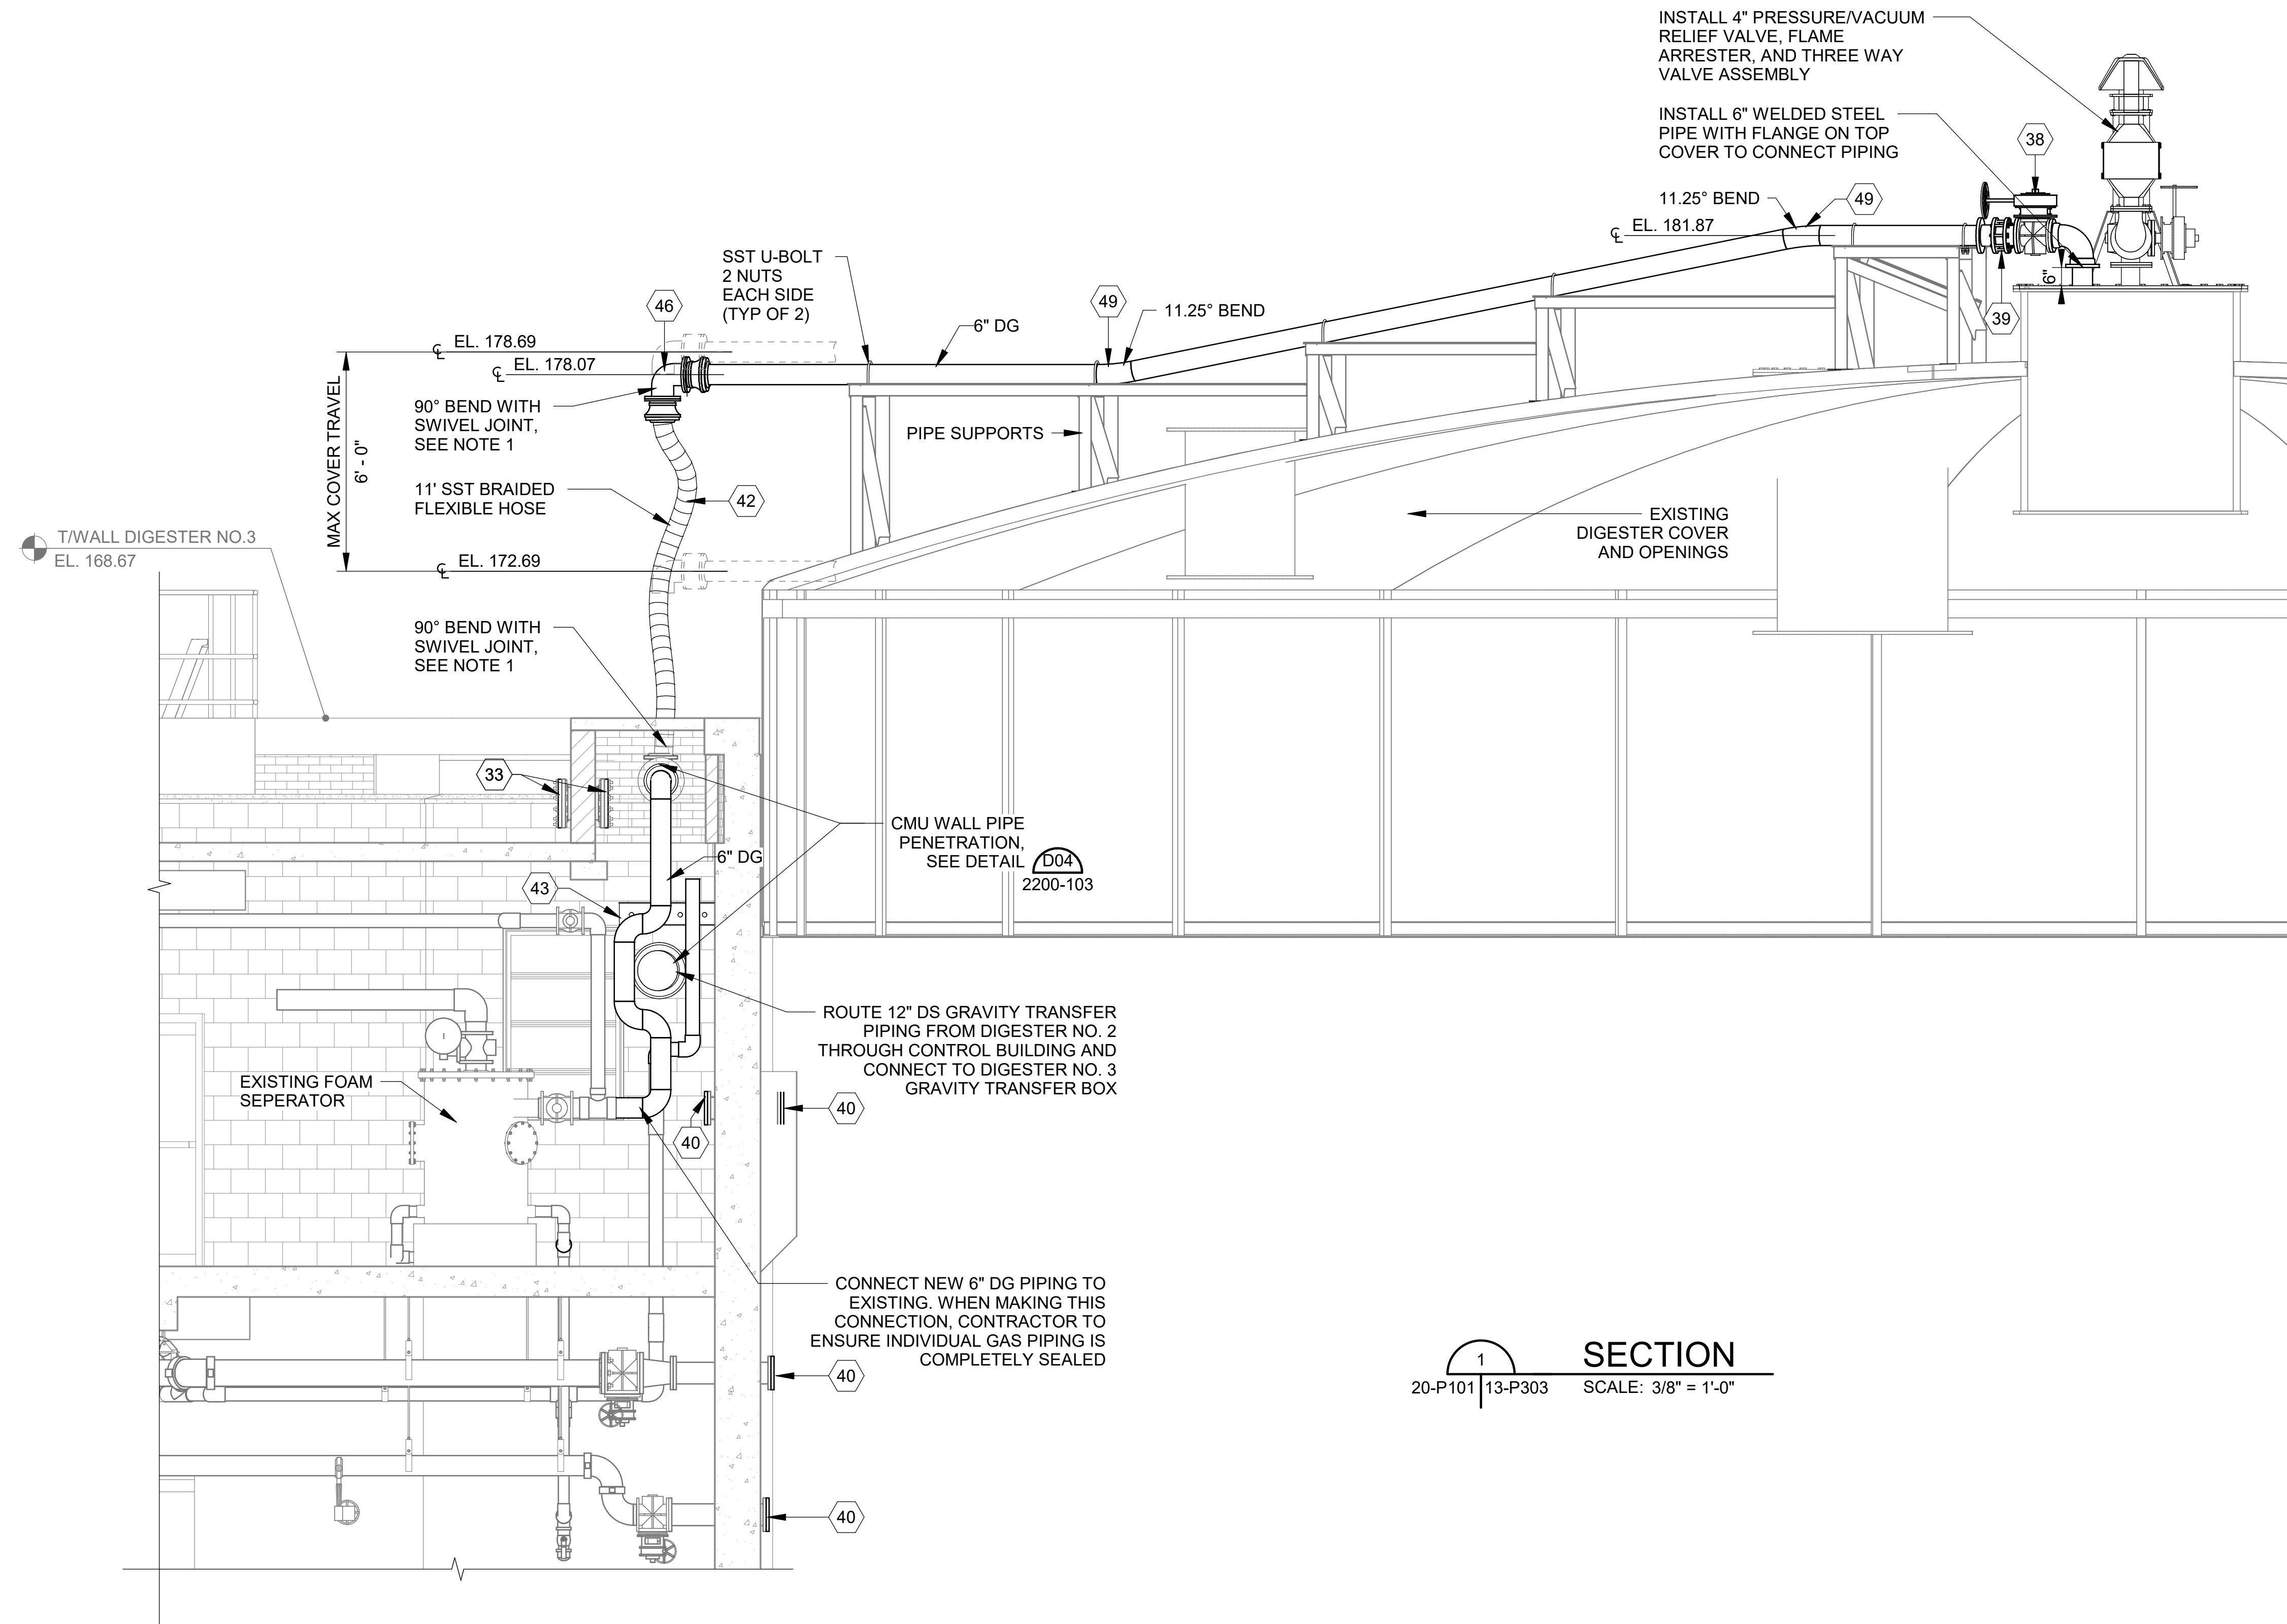 INSTALL 4" PRESSURE/VACUUM
RELIEF VALVE, FLAME
ARRESTER, AND THREE WAY
VALVE ASSEMBLY
INSTALL 6" WELDED STEEL
PIPE WITH FLANGE ON TOP
COVER TO CONNECT PIPING
38
11.25° BEND
49
℄ EL. 181.87
6"
39
SST U-BOLT
2 NUTS
EACH SIDE
(TYP OF 2)
46
6" DG
49
11.25° BEND
℄ EL. 178.69
℄ EL. 178.07
MAX COVER TRAVEL
6' - 0"
90° BEND WITH
SWIVEL JOINT,
SEE NOTE 1
PIPE SUPPORTS
11' SST BRAIDED
FLEXIBLE HOSE
42
EXISTING
DIGESTER COVER
AND OPENINGS
T/WALL DIGESTER NO.3
EL. 168.67
℄ EL. 172.69
90° BEND WITH
SWIVEL JOINT,
SEE NOTE 1
33
CMU WALL PIPE
PENETRATION,
SEE DETAIL
D04
2200-103
6" DG
43
ROUTE 12" DS GRAVITY TRANSFER
PIPING FROM DIGESTER NO. 2
THROUGH CONTROL BUILDING AND
CONNECT TO DIGESTER NO. 3
GRAVITY TRANSFER BOX
I
EXISTING FOAM
SEPERATOR
40
40
CONNECT NEW 6" DG PIPING TO
EXISTING. WHEN MAKING THIS
CONNECTION, CONTRACTOR TO
ENSURE INDIVIDUAL GAS PIPING IS
COMPLETELY SEALED
40
40
1
20-P101 13-P303
SECTION
SCALE: 3/8" = 1'-0"